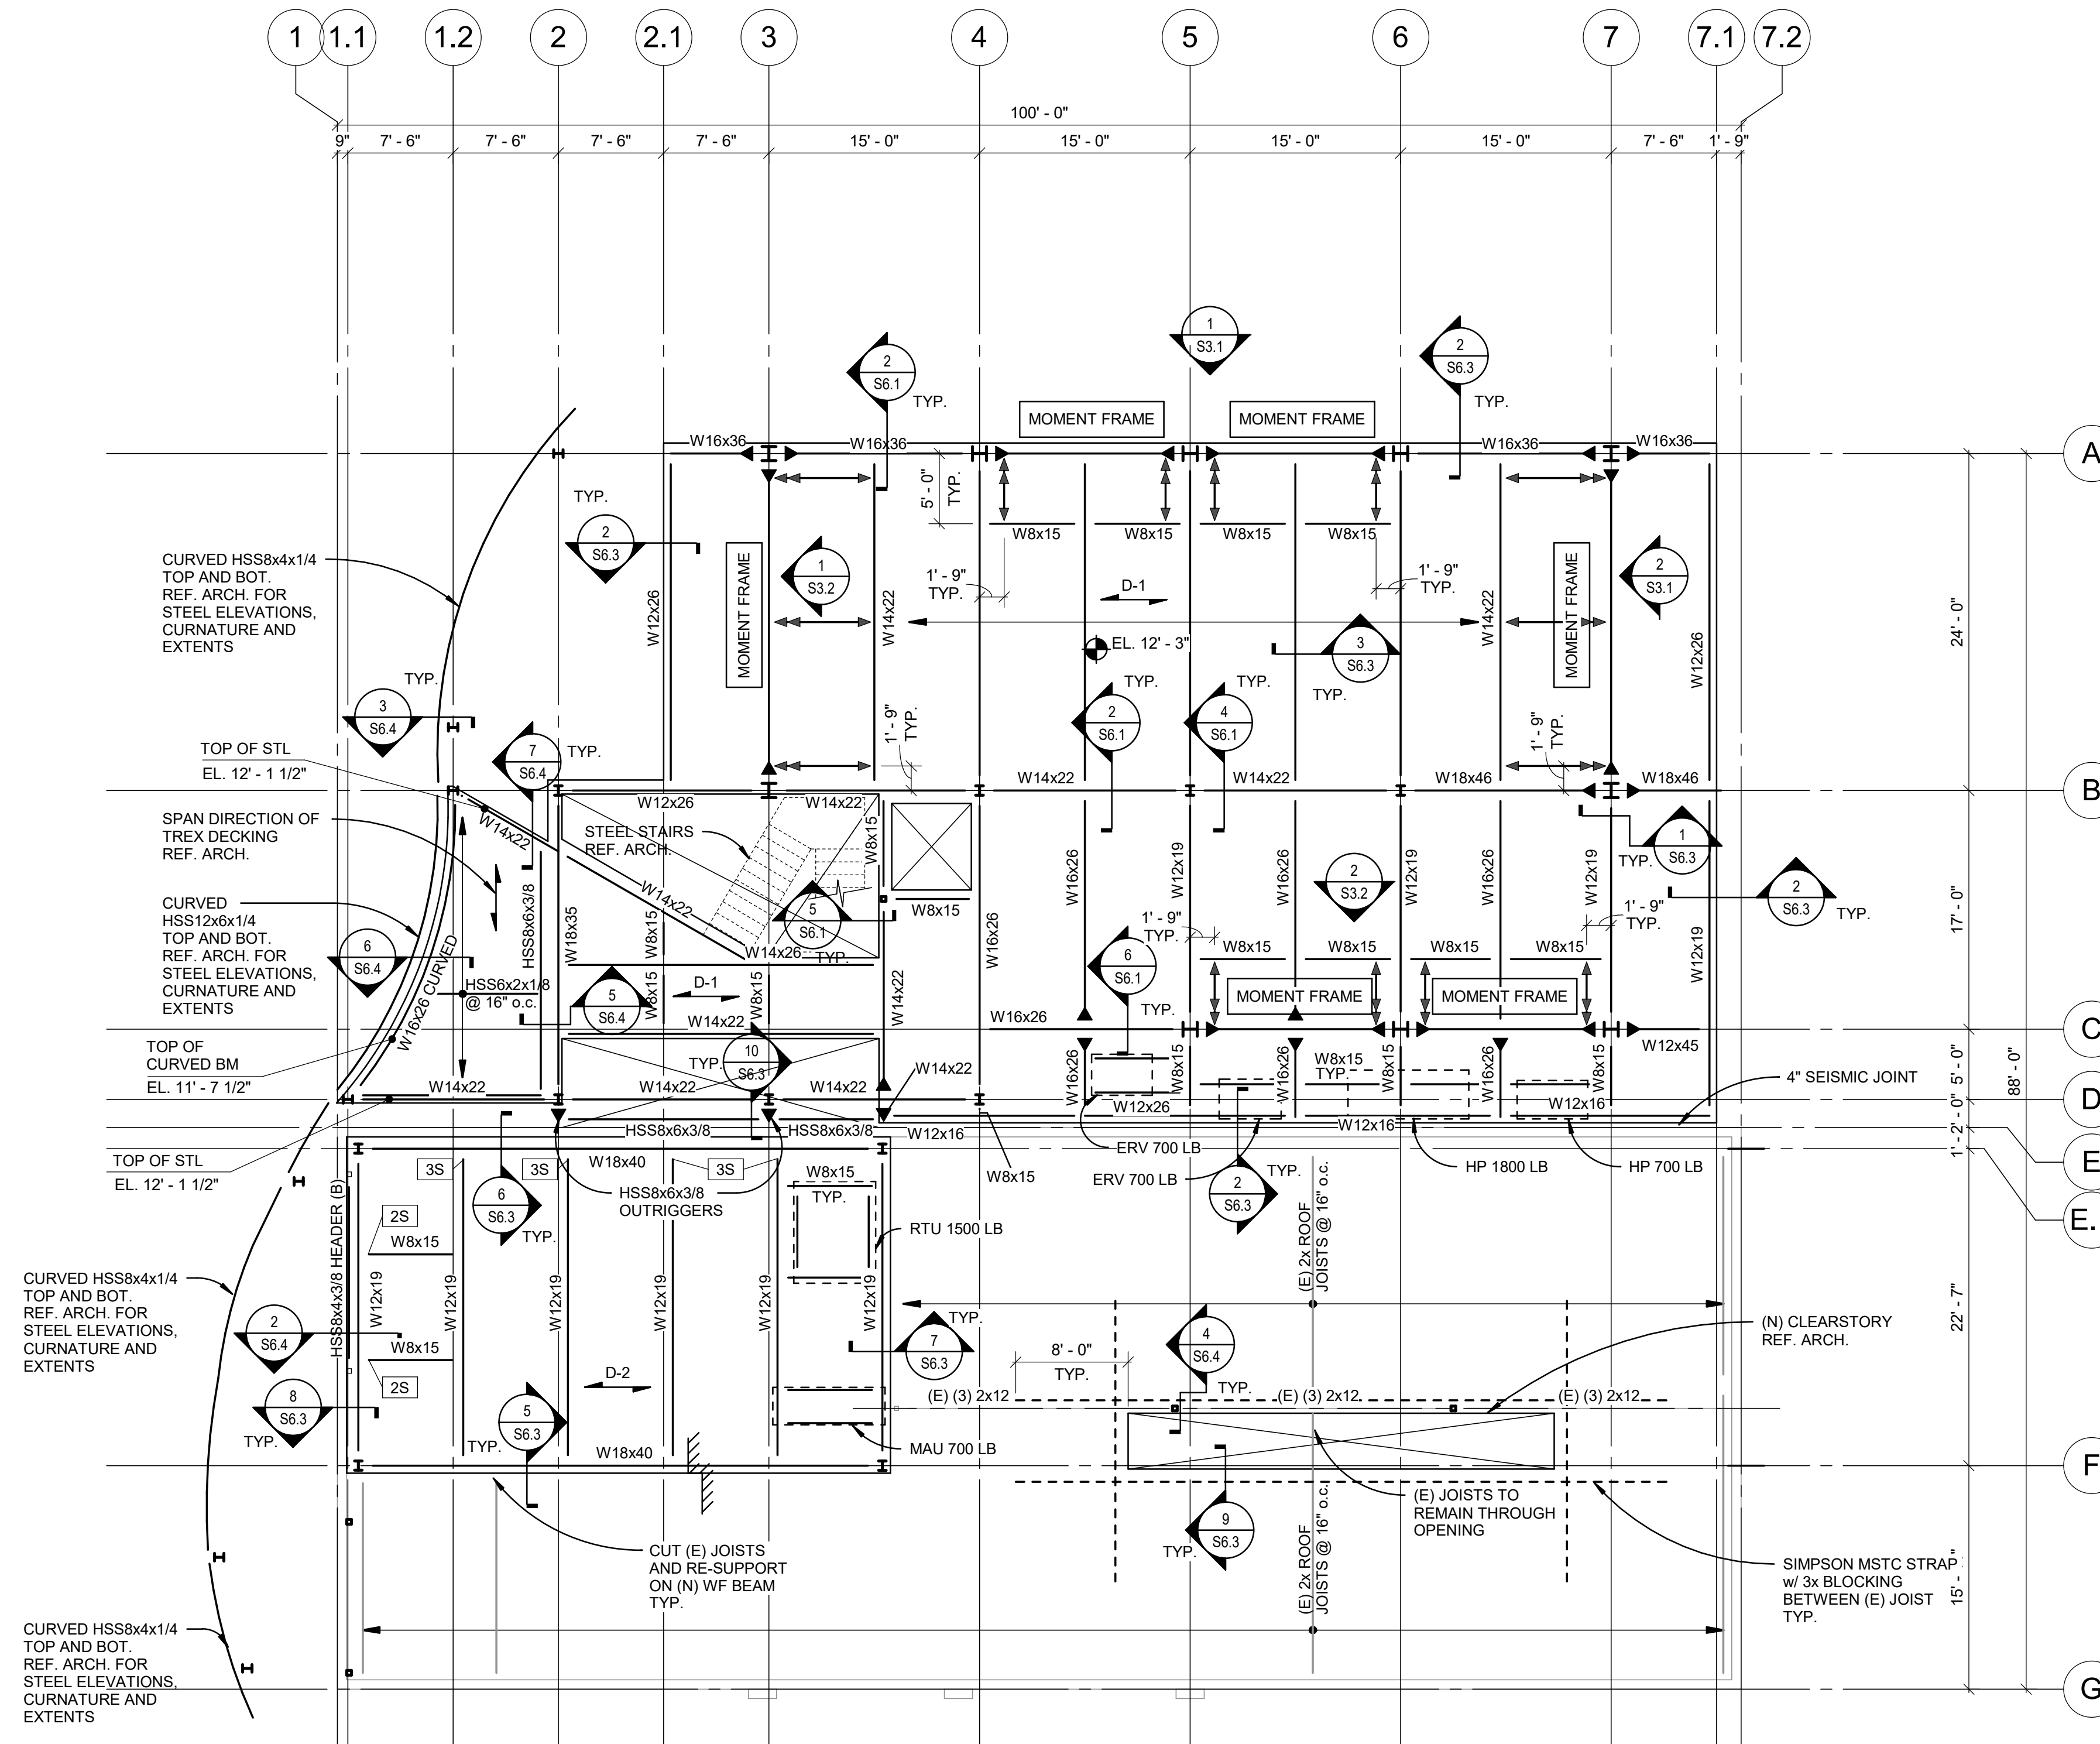 1
1.1
1.2
2
2.1
3
4
5
6
7
7.1
7.2
100' - 0"
9"
7' - 6"
7' - 6"
7' - 6"
7' - 6"
15' - 0"
15' - 0"
15' - 0"
15' - 0"
7' - 6"
1' - 9"
1
S3.1
2
S6.1
TYP.
2
S6.3
TYP.
MOMENT FRAME
MOMENT FRAME
W16x36
W16x36
W16x36
W16x36
A
5' - 0"
TYP.
TYP.
2
S6.3
W8x15
W8x15
W8x15
W8x15
CURVED HSS8x4x1/4
TOP AND BOT.
REF. ARCH. FOR
STEEL ELEVATIONS,
CURNATURE AND
EXTENTS
W12x26
MOMENT FRAME
1
S3.2
W14x22
1' - 9"
TYP.
D-1
1' - 9"
TYP.
W14x22
MOMENT FRAME
2
S3.1
W12x26
24' - 0"
EL. 12' - 3"
3
S6.3
TYP.
TYP.
3
S6.4
TYP.
2
S6.1
TYP.
4
S6.1
1' - 9"
TYP.
1' - 9"
TYP.
TOP OF STL
EL. 12' - 1 1/2"
7
S6.4
TYP.
W14x22
W14x22
W18x46
W18x46
B
SPAN DIRECTION OF
TREX DECKING
REF. ARCH.
W14x22
W12x26
W14x22
STEEL STAIRS
REF. ARCH.
W8x15
1
S6.3
TYP.
CURVED
HSS12x6x1/4
TOP AND BOT.
REF. ARCH. FOR
STEEL ELEVATIONS,
CURNATURE AND
EXTENTS
6
S6.4
HSS8x6x3/8
W18x35
W8x15
W14x22
5
S6.1
TYP.
W14x26
W8x15
W16x26
W16x26
W12x19
W16x26
2
S3.2
W12x19
W16x26
W12x19
2
S6.3
TYP.
17' - 0"
1' - 9"
TYP.
1' - 9"
TYP.
W8x15
W8x15
W8x15
W8x15
W12x19
6
S6.1
TYP.
MOMENT FRAME
MOMENT FRAME
W16x26 CURVED
HSS6x2x1/8
@ 16" o.c.
5
S6.4
W8x15
D-1
W8x15
W14x22
W14x22
W16x26
C
TOP OF
CURVED BM
EL. 11' - 7 1/2"
TYP.
10
S6.3
W14x22
W16x26
W8x15
W16x26
W8x15
TYP.
W8x15
W16x26
W8x15
W12x45
5' - 0"
88' - 0"
4" SEISMIC JOINT
W14x22
W14x22
W14x22
W12x26
W12x16
D
HSS8x6x3/8
HSS8x6x3/8
W12x16
W12x16
1' - 2' - 0"
TOP OF STL
EL. 12' - 1 1/2"
3S
3S
W18x40
3S
W8x15
TYP.
W8x15
ERV 700 LB
ERV 700 LB
HP 1800 LB
HP 700 LB
E
6
S6.3
TYP.
HSS8x6x3/8
OUTRIGGERS
2
S6.3
TYP.
E.
HSS8x4x3/8 HEADER (B)
2S
W8x15
RTU 1500 LB
(E) 2x ROOF
JOISTS @ 16" o.c.
CURVED HSS8x4x1/4
TOP AND BOT.
REF. ARCH. FOR
STEEL ELEVATIONS,
CURNATURE AND
EXTENTS
2
S6.4
W12x19
W12x19
W12x19
W12x19
W12x19
W12x19
W8x15
2S
TYP.
7
S6.3
8' - 0"
TYP.
4
S6.4
TYP.
(N) CLEARSTORY
REF. ARCH.
22' - 7"
8
S6.3
TYP.
D-2
5
S6.3
TYP.
(E) (3) 2x12
(E) (3) 2x12
(E) (3) 2x12
W18x40
MAU 700 LB
F
9
S6.3
TYP.
(E) JOISTS TO
REMAIN THROUGH
OPENING
(E) 2x ROOF
JOISTS @ 16" o.c.
CUT (E) JOISTS
AND RE-SUPPORT
ON (N) WF BEAM
TYP.
SIMPSON MSTC STRAP
w/ 3x BLOCKING
BETWEEN (E) JOIST
TYP.
15' -
CURVED HSS8x4x1/4
TOP AND BOT.
REF. ARCH. FOR
STEEL ELEVATIONS,
CURNATURE AND
EXTENTS
G